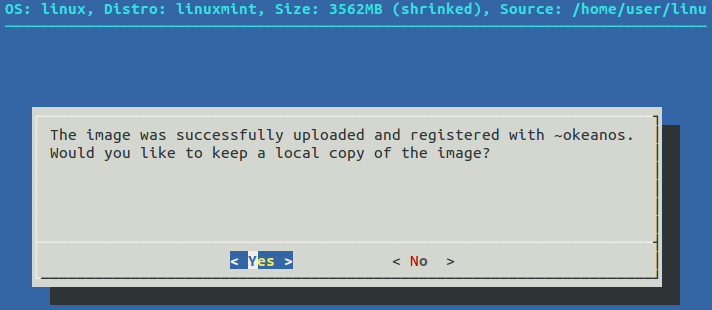 OS: linux, Distro: linuxmint, Size: 3562MB (shrinked), Source: /home/user/linu
The image was successfully uploaded and registered with ~okeanos.
Would you like to keep a local copy of the image?
< Yes > < No >